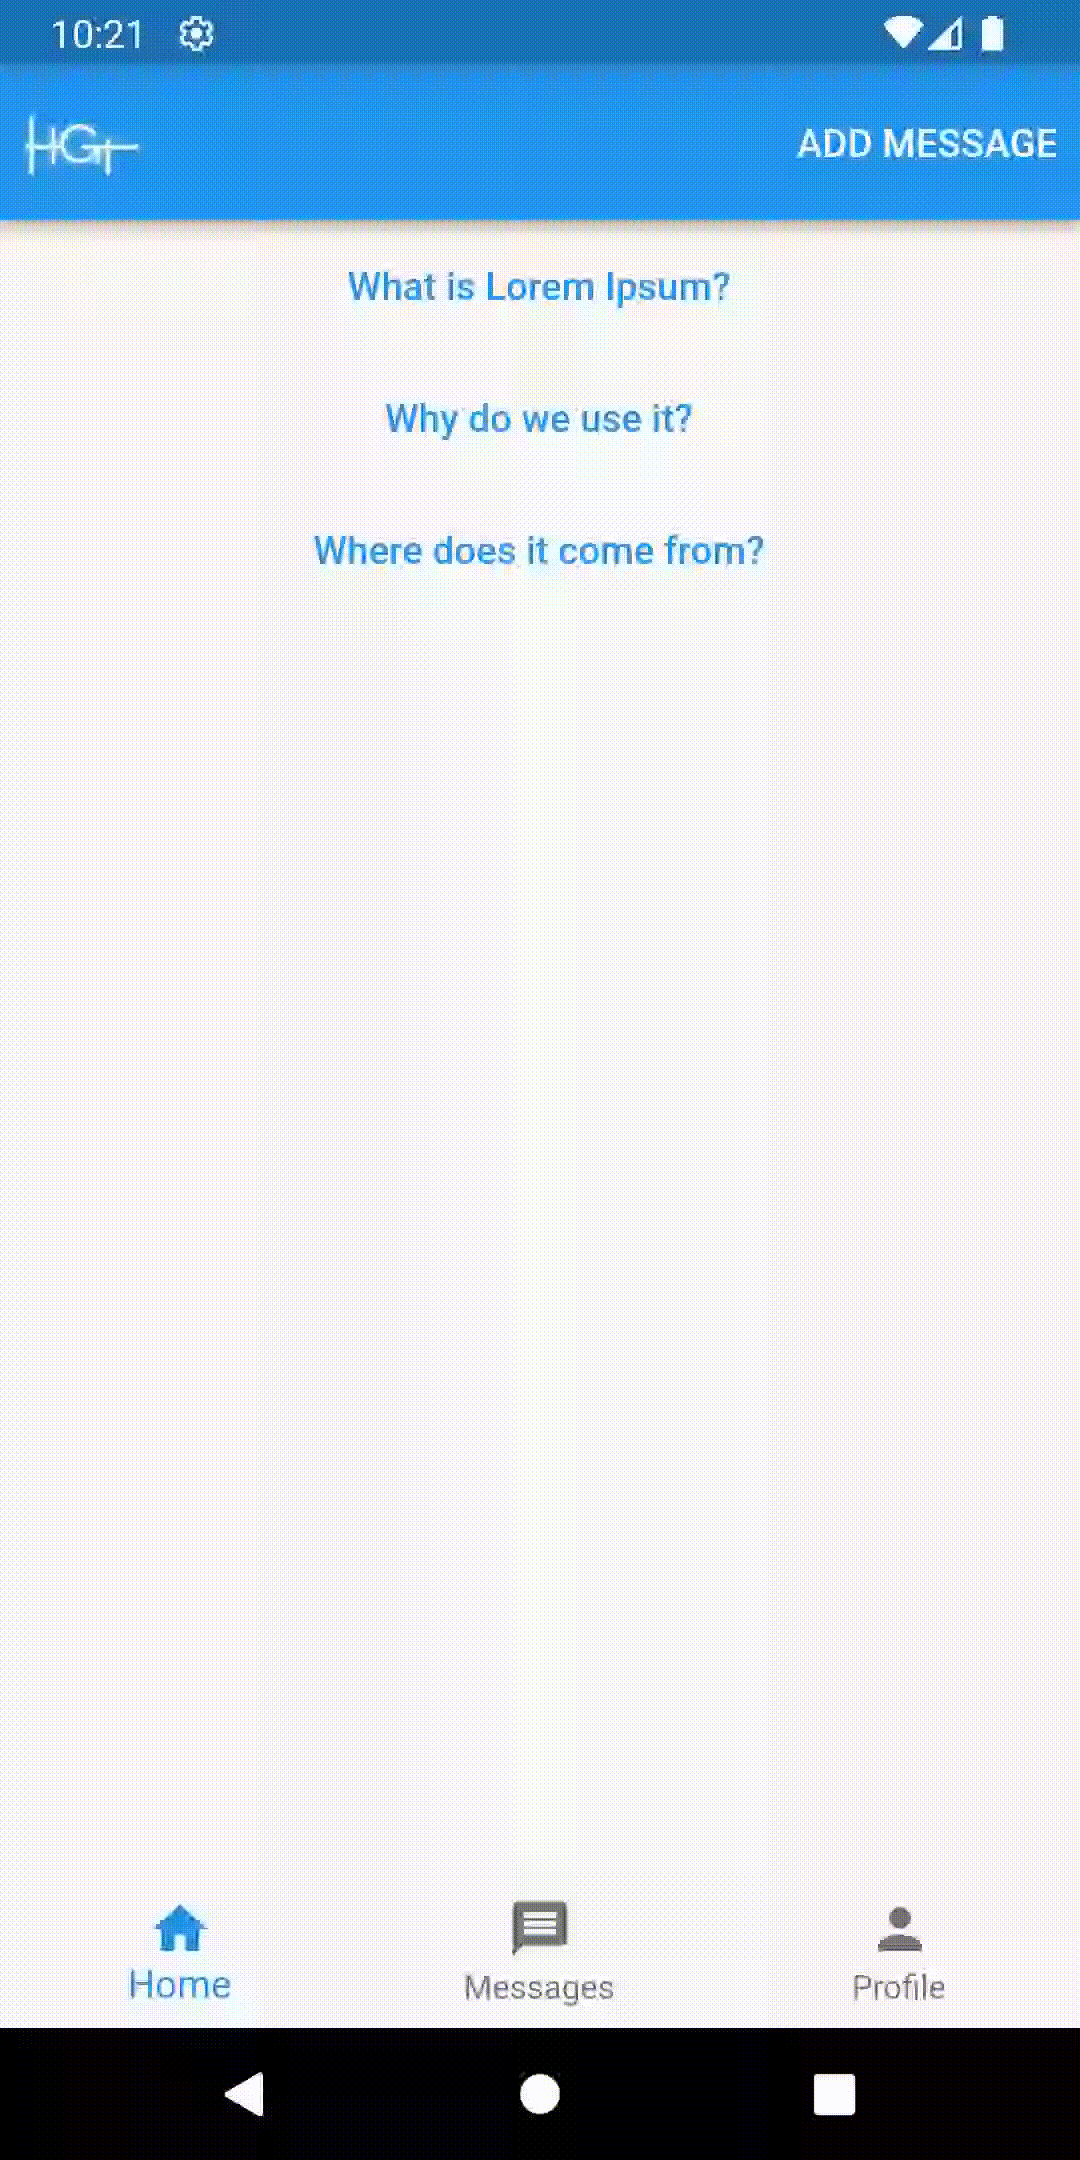 10:21
HGT
ADD MESSAGE
What is Lorem Ipsum?
Why do we use it?
Where does it come from?
Home
Messages
Profile